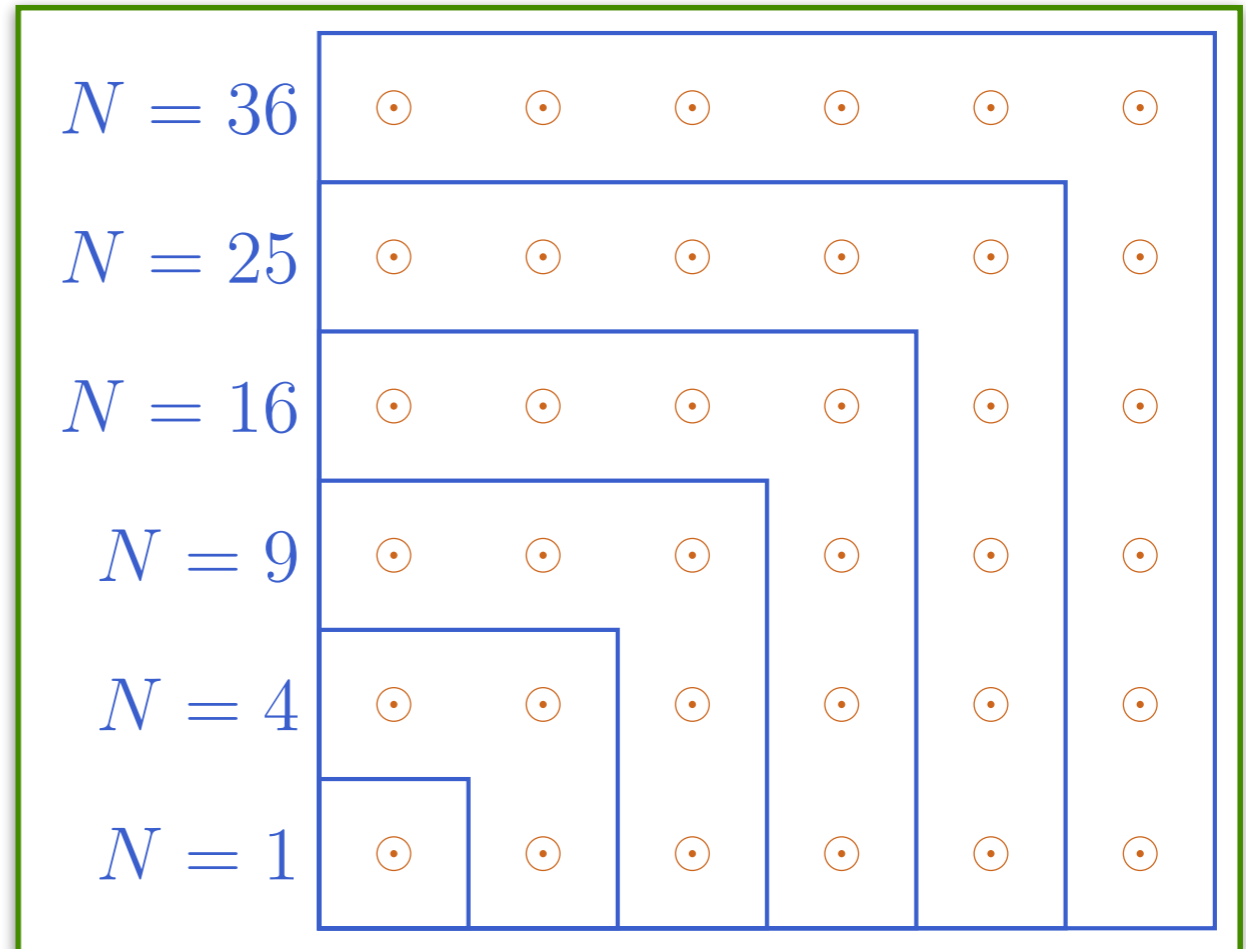 N = 36
N = 25
N = 16
N = 9
N = 4
N = 1